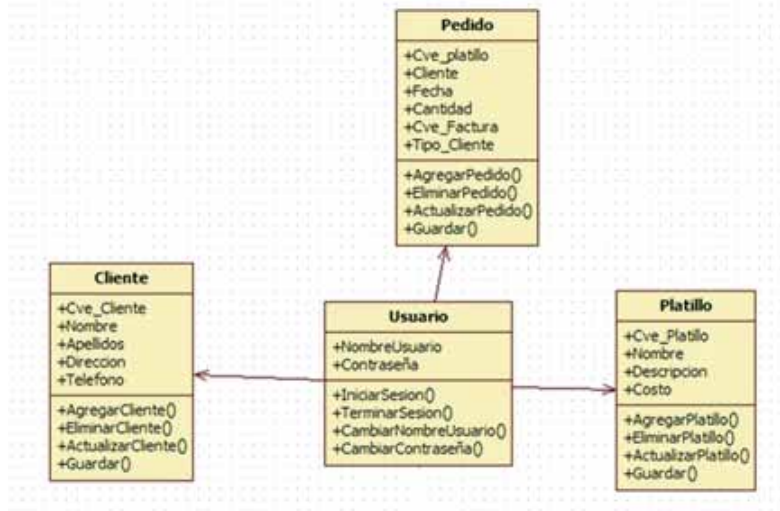 Pedido
+Cve_platillo
+Cliente
+Fecha
+Cantidad
+Cve_Factura
+Tipo_Cliente
+AgregarPedido()
+EliminarPedido()
+ActualizarPedido()
+Guardar()
Cliente
+Cve_Cliente
+Nombre
+Apellidos
+Direccion
+Telefono
+AgregarCliente()
+EliminarCliente()
+ActualizarCliente()
+Guardar()
Usuario
+NombreUsuario
+Contraseña
+IniciarSesion()
+TerminarSesion()
+CambiarNombreUsuario()
+CambiarContraseña()
Platillo
+Cve_Platillo
+Nombre
+Descripcion
+Costo
+AgregarPlatillo()
+EliminarPlatillo()
+ActualizarPlatillo()
+Guardar()